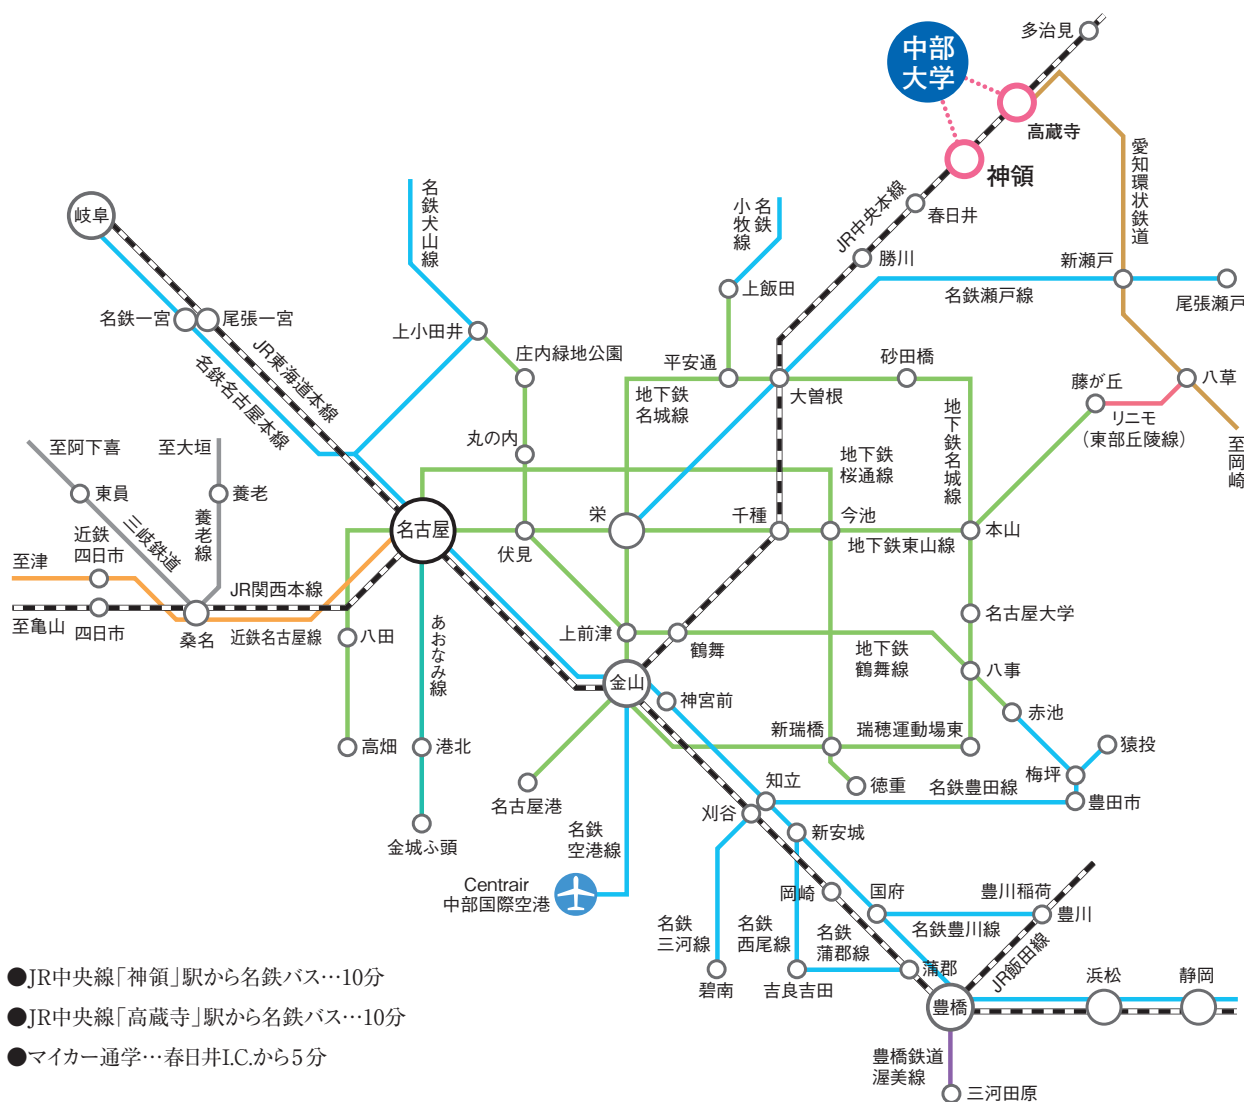 多治見
中部
大学
高蔵寺
神領
愛知環状鉄道
名鉄犬山線
名鉄
小牧線
JR中央本線
春日井
岐阜
勝川
新瀬戸
上飯田
名鉄瀬戸線
尾張瀬戸
名鉄一宮
尾張一宮
上小田井
庄内緑地公園
JR東海道本線
名鉄名古屋本線
平安通
砂田橋
大曽根
地下鉄
名城線
地下鉄名城線
藤が丘
八草
リニモ
(東部丘陵線)
至岡崎
至阿下喜
至大垣
丸の内
地下鉄
桜通線
東員
養老
三岐鉄道
養老線
近鉄
四日市
名古屋
伏見
栄
千種
今池
地下鉄東山線
本山
至津
JR関西本線
至亀山
四日市
桑名
近鉄名古屋線
八田
あおなみ線
上前津
鶴舞
地下鉄
鶴舞線
名古屋大学
八事
金山
神宮前
赤池
高畑
港北
新瑞橋
瑞穂運動場東
猿投
梅坪
名古屋港
知立
徳重
名鉄豊田線
豊田市
刈谷
金城ふ頭
名鉄
空港線
新安城
Centrair
中部国際空港
岡崎
国府
豊川稲荷
豊川
名鉄豊川線
名鉄
三河線
名鉄
西尾線
名鉄
蒲郡線
JR飯田線
碧南
吉良吉田
蒲郡
浜松
静岡
豊橋
豊橋鉄道
渥美線
三河田原
●JR中央線「神領」駅から名鉄バス…10分
●JR中央線「高蔵寺」駅から名鉄バス…10分
●マイカー通学…春日井I.C.から5分